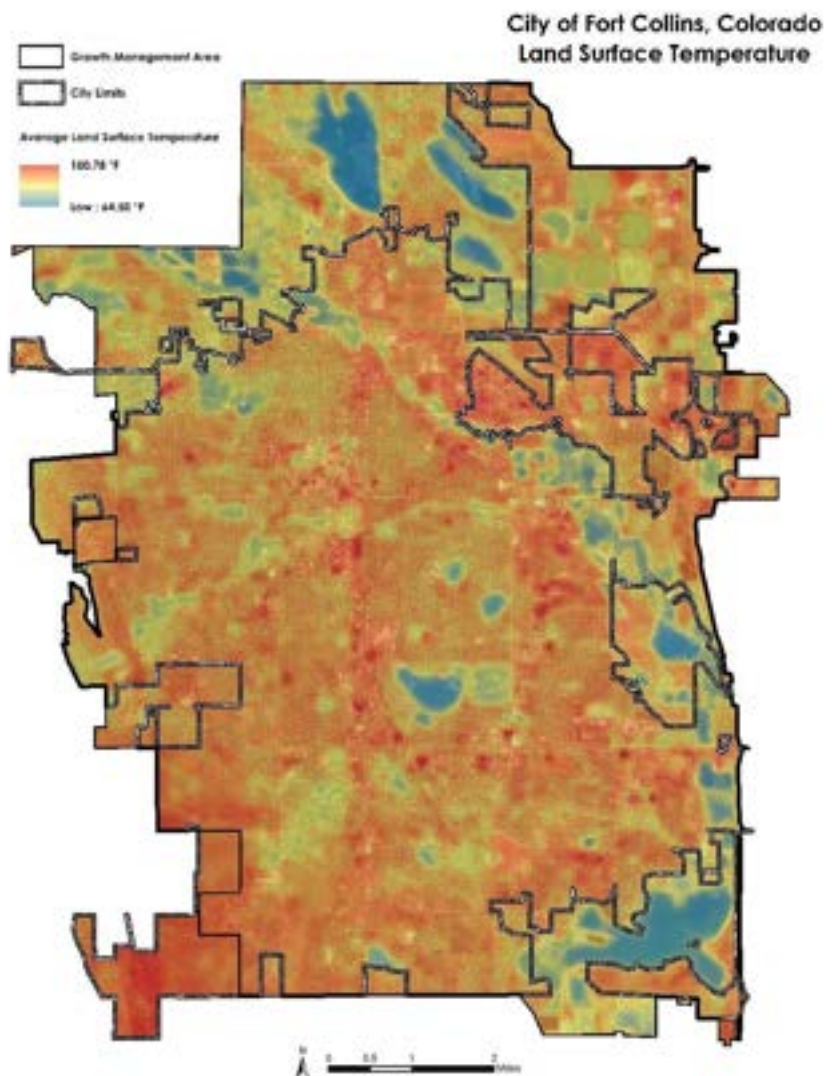 City of Fort Collins, Colorado
Land Surface Temperature
Growth Management Area
City Limits
Average Land Surface Temperature
100.78 °F
Low : 64.50 °F
N
0 0.5 1 2
Miles